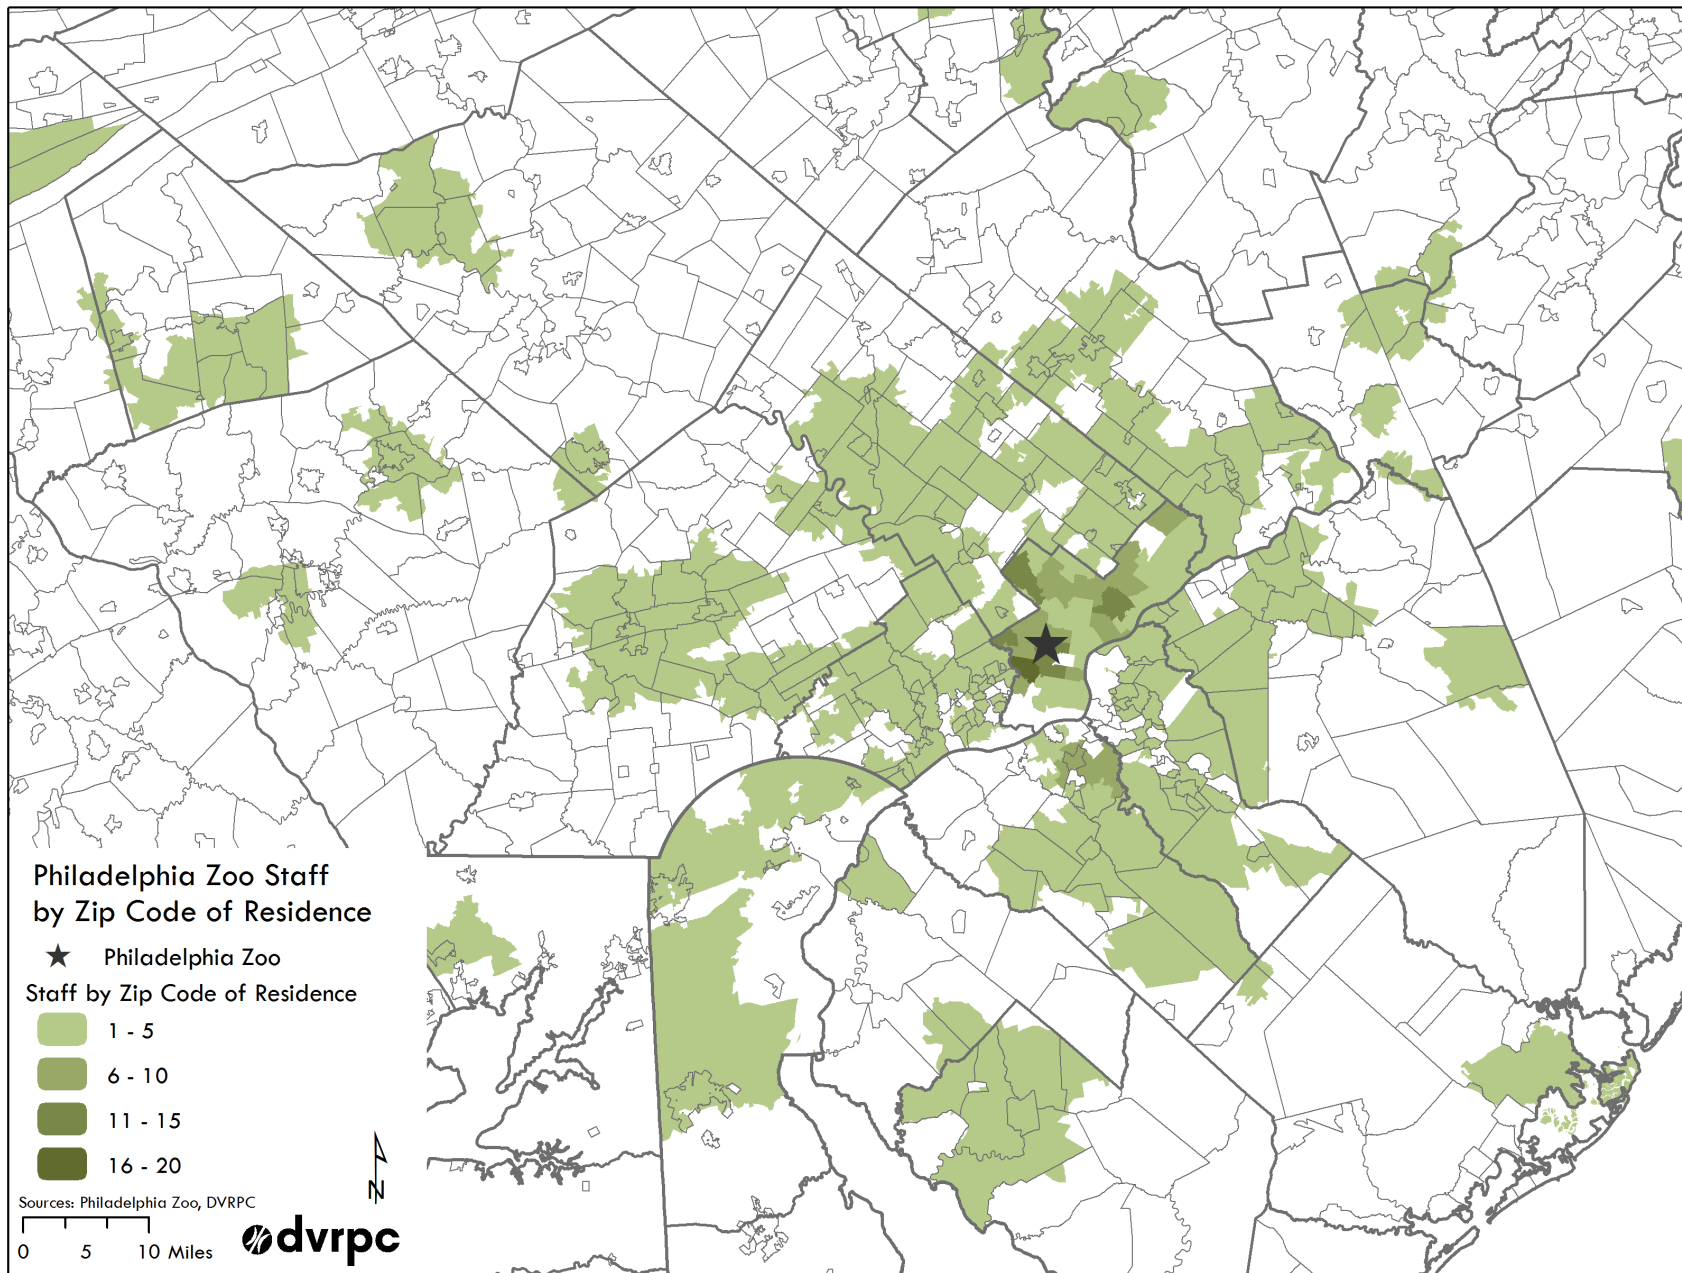 Philadelphia Zoo Staff
by Zip Code of Residence
Philadelphia Zoo
Staff by Zip Code of Residence
1 - 5
6 - 10
11 - 15
16 - 20
Sources: Philadelphia Zoo, DVRPC
N
0 5 10 Miles
dvrpc